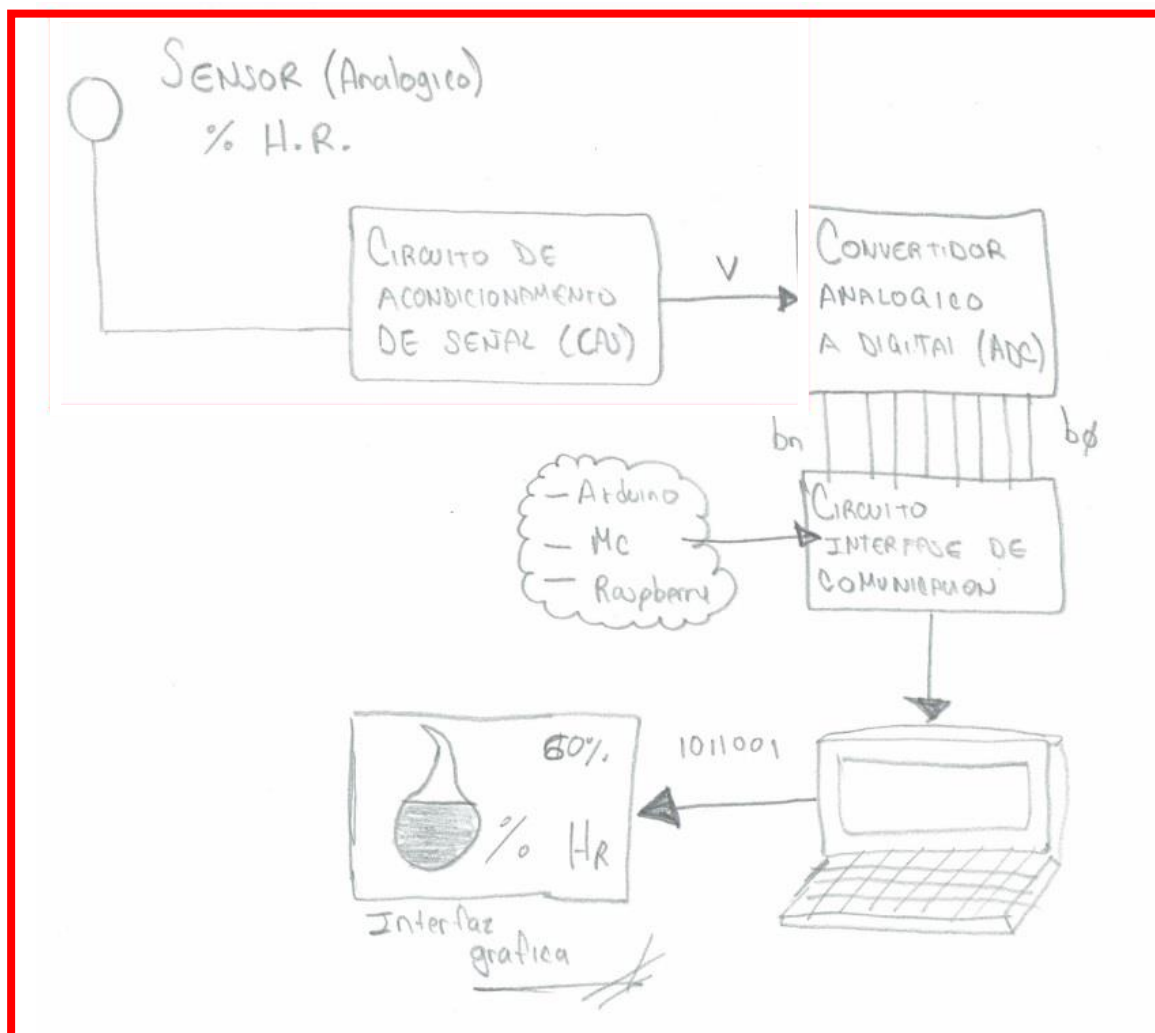 SENSOR (Analogico)
% H.R.
CIRCUITO DE
ACONDICIONAMENTO
DE SEÑAL (CAS)
V
CONVERTIDOR
ANALOGICO
A DIGITAL (ADC)
bn
bø
— Arduino
— MC
— Raspberry
CIRCUITO
INTERFASE DE
COMUNICACION
60%.
% HR
1011001
Interfaz
grafica